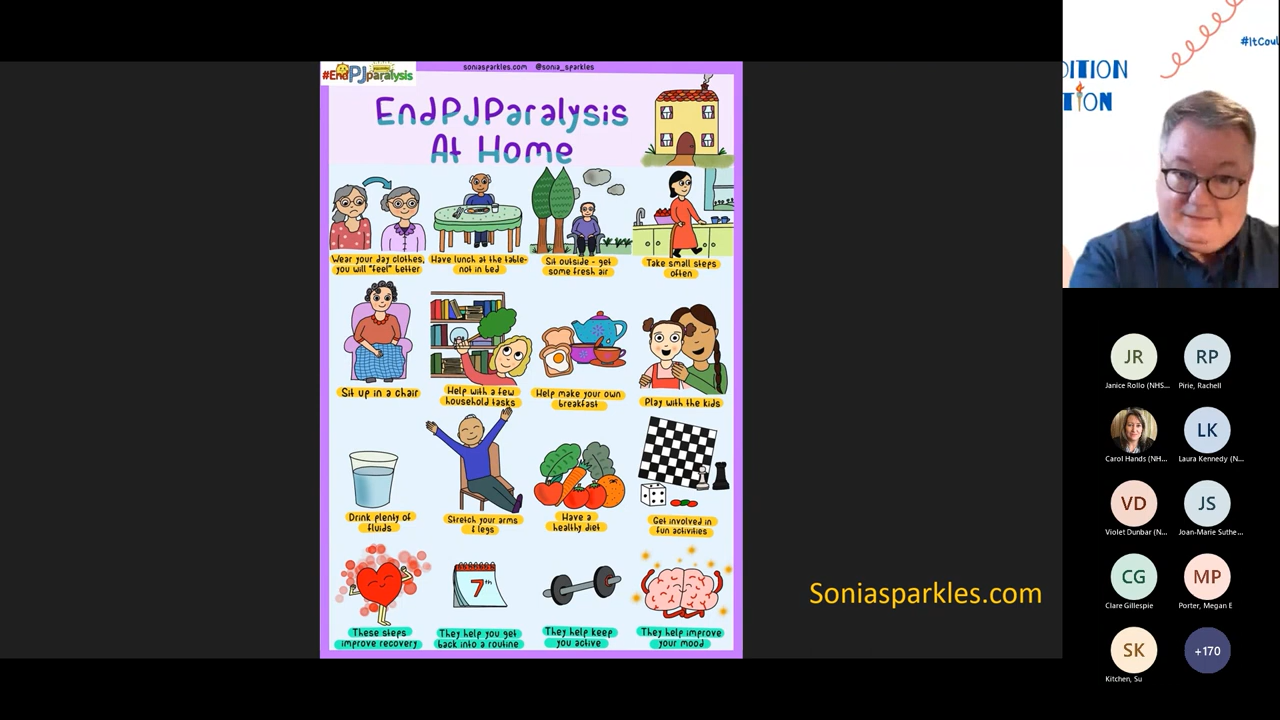 #EndPJparalysis
soniasparkles.com @sonia_sparkles
EndPJParalysis
At Home
Wear your day clothes,
you will "feel" better
Have lunch at the table-
not in bed
Sit outside - get
some fresh air
Take small steps
often
Sit up in a chair
Help with a few
household tasks
Help make your own
breakfast
Play with the kids
Drink plenty of
fluids
Stretch your arms
& legs
Have a
healthy diet
Get involved in
fun activities
7th
These steps
improve recovery
They help you get
back into a routine
They help keep
you active
They help improve
your mood
Soniasparkles.com
#ItCoul
DITION
TION
JR
Janice Rollo (NHS...
RP
Pirie, Rachell
Carol Hands (NH...
LK
Laura Kennedy (N...
VD
Violet Dunbar (N...
JS
Joan-Marie Suthe...
CG
Clare Gillespie
MP
Porter, Megan E
SK
Kitchen, Su
+170